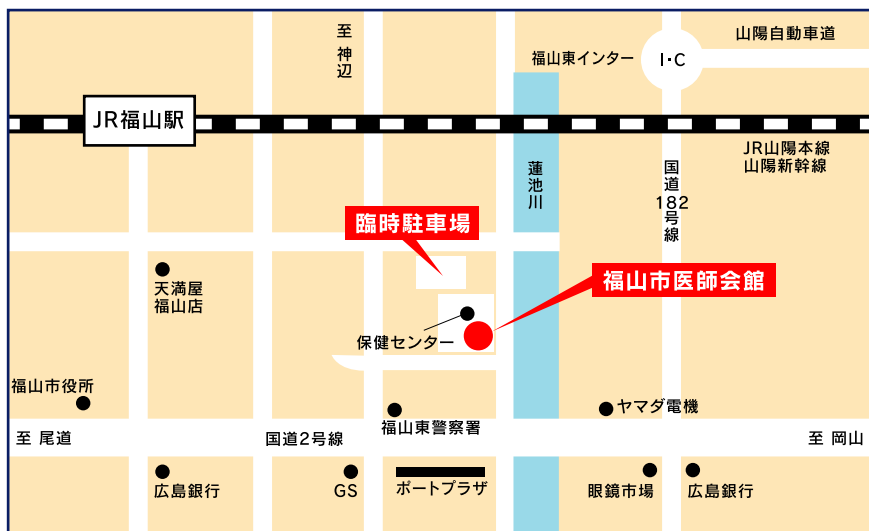 山陽自動車道
福山東インター
I・C
至 神辺
JR福山駅
JR山陽本線
山陽新幹線
蓮池川
国道182号線
臨時駐車場
福山市医師会館
天満屋
福山店
保健センター
福山市役所
ヤマダ電機
福山東警察署
至 尾道
国道2号線
至 岡山
広島銀行
GS
ポートプラザ
眼鏡市場
広島銀行